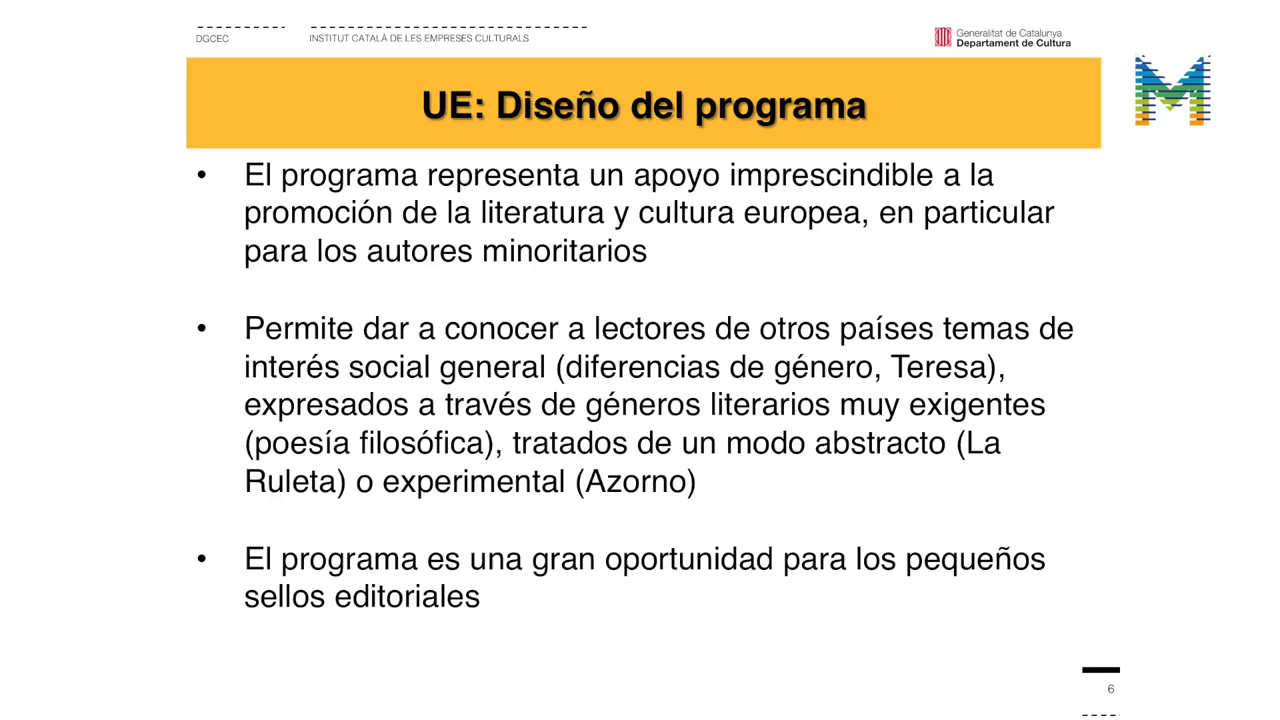 DGCEC
INSTITUT CATALÀ DE LES EMPRESES CULTURALS
Generalitat de Catalunya
Departament de Cultura
M
UE: Diseño del programa
• El programa representa un apoyo imprescindible a la
promoción de la literatura y cultura europea, en particular
para los autores minoritarios
• Permite dar a conocer a lectores de otros países temas de
interés social general (diferencias de género, Teresa),
expresados a través de géneros literarios muy exigentes
(poesía filosófica), tratados de un modo abstracto (La
Ruleta) o experimental (Azorno)
• El programa es una gran oportunidad para los pequeños
sellos editoriales
6